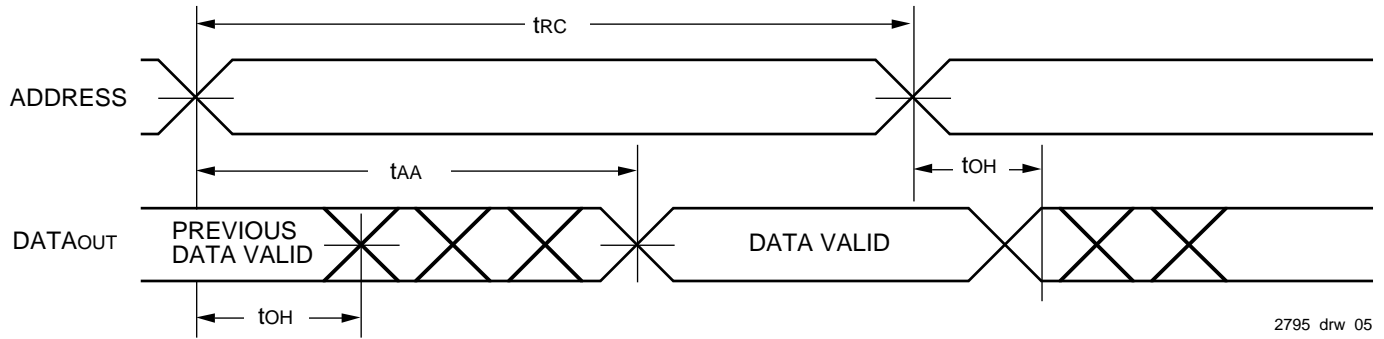 tRC
ADDRESS
tAA
tOH
DATAOUT
PREVIOUS
DATA VALID
DATA VALID
tOH
2795 drw 05